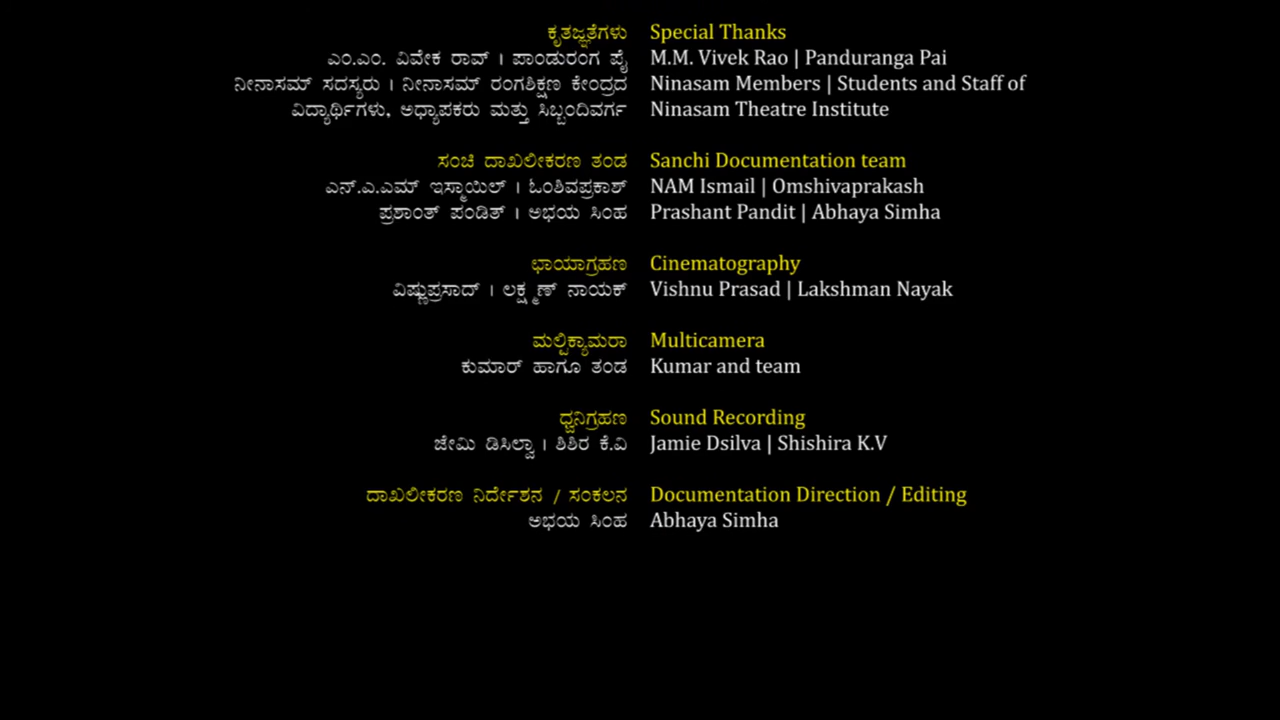 ಕೃತಜ್ಞತೆಗಳು Special Thanks
ಎಂ.ಎಂ. ವಿವೇಕ ರಾವ್ । ಪಾಂಡುರಂಗ ಪೈ M.M. Vivek Rao | Panduranga Pai
ನೀನಾಸಮ್ ಸದಸ್ಯರು । ನೀನಾಸಮ್ ರಂಗಶಿಕ್ಷಣ ಕೇಂದ್ರದ Ninasam Members | Students and Staff of
ವಿದ್ಯಾರ್ಥಿಗಳು, ಅಧ್ಯಾಪಕರು ಮತ್ತು ಸಿಬ್ಬಂದಿವರ್ಗ Ninasam Theatre Institute
ಸಂಚಿ ದಾಖಲೀಕರಣ ತಂಡ Sanchi Documentation team
ಎನ್.ಎ.ಎಮ್ ಇಸ್ಮಾಯಿಲ್ । ಓಂಶಿವಪ್ರಕಾಶ್ NAM Ismail | Omshivaprakash
ಪ್ರಶಾಂತ್ ಪಂಡಿತ್ । ಅಭಯ ಸಿಂಹ Prashant Pandit | Abhaya Simha
ಛಾಯಾಗ್ರಹಣ Cinematography
ವಿಷ್ಣುಪ್ರಸಾದ್ । ಲಕ್ಷ್ಮಣ್ ನಾಯಕ್ Vishnu Prasad | Lakshman Nayak
ಮಲ್ಟಿಕ್ಯಾಮರಾ Multicamera
ಕುಮಾರ್ ಹಾಗೂ ತಂಡ Kumar and team
ಧ್ವನಿಗ್ರಹಣ Sound Recording
ಜೇಮಿ ಡಿಸಿಲ್ವಾ । ಶಿಶಿರ ಕೆ.ವಿ Jamie Dsilva | Shishira K.V
ದಾಖಲೀಕರಣ ನಿರ್ದೇಶನ / ಸಂಕಲನ Documentation Direction / Editing
ಅಭಯ ಸಿಂಹ Abhaya Simha